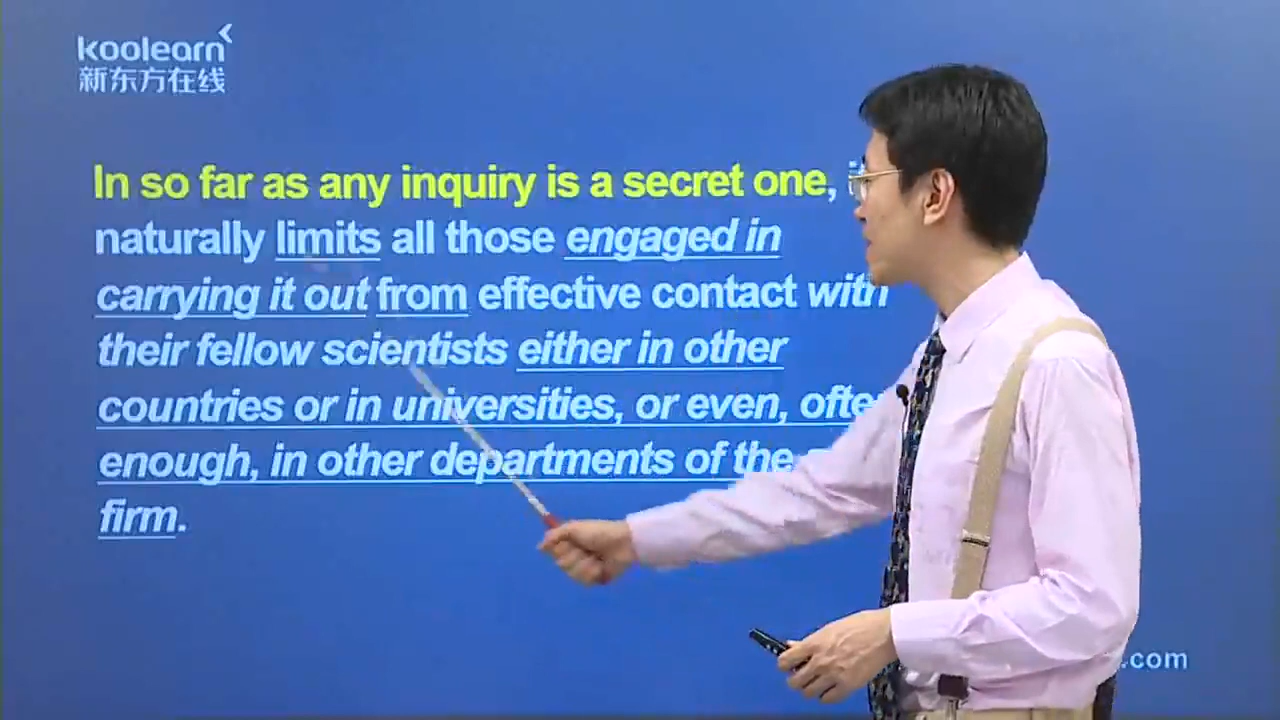 koolearn
新东方在线
In so far as any inquiry is a secret one,
naturally limits all those engaged in
carrying it out from effective contact with
their fellow scientists either in other
countries or in universities, or even,
enough, in other departments of the
firm.
.com